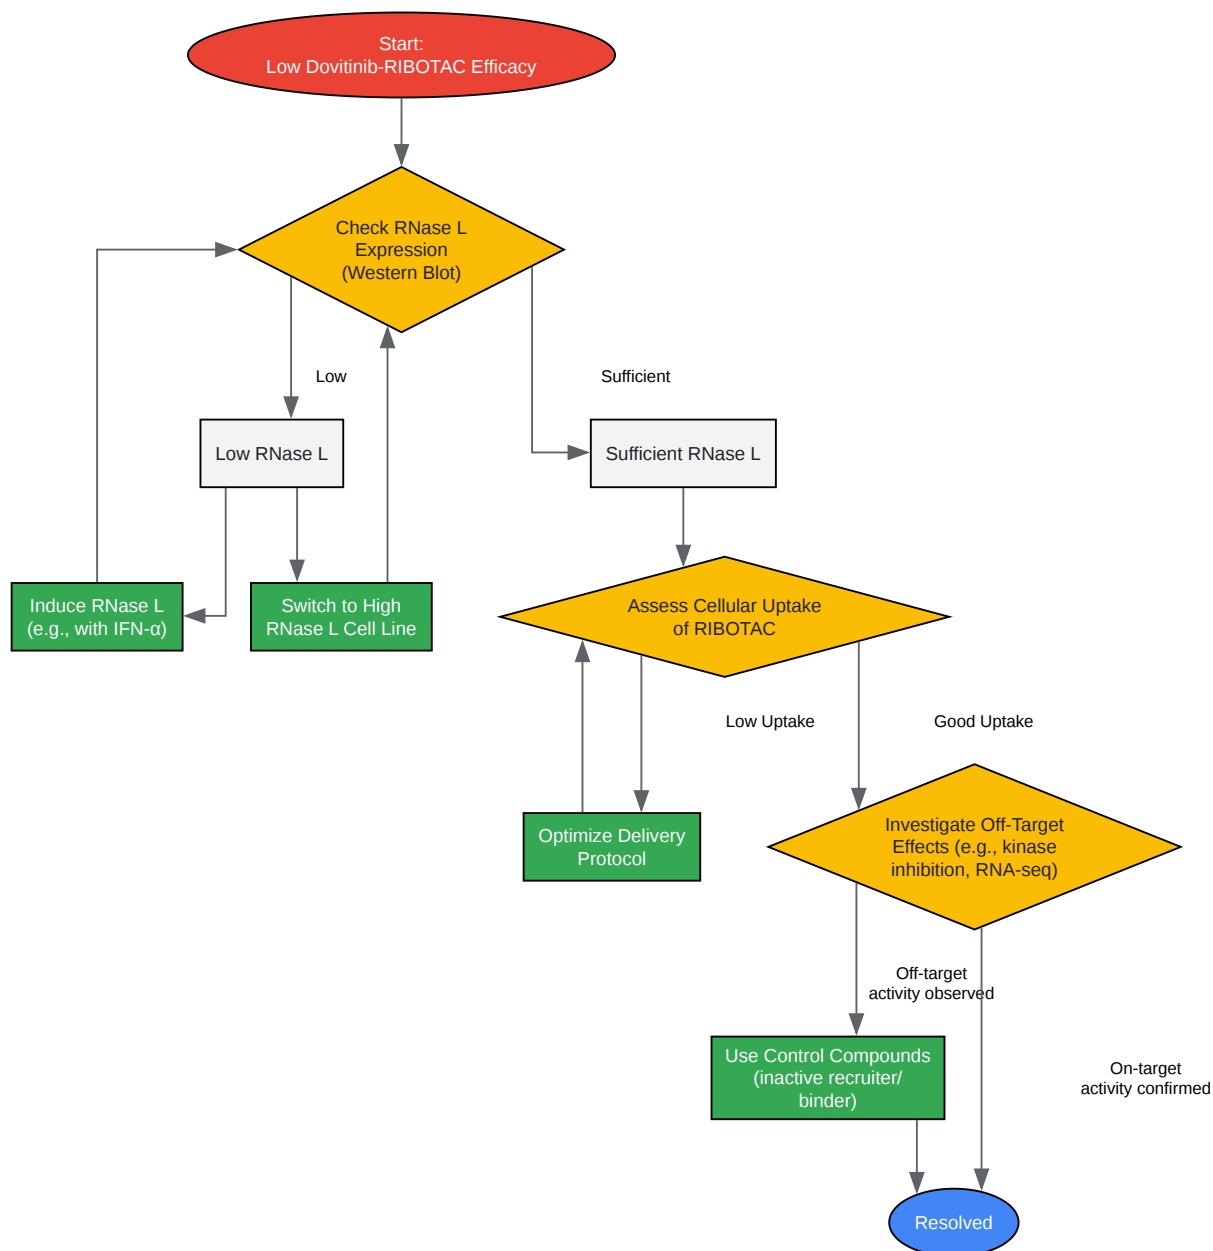 Start:
Low Dovitinib-RIBOTAC Efficacy
Check RNase L
Expression
(Western Blot)
Low
Sufficient
Low RNase L
Sufficient RNase L
Induce RNase L
(e.g., with IFN-α)
Switch to High
RNase L Cell Line
Assess Cellular Uptake
of RIBOTAC
Low Uptake
Good Uptake
Optimize Delivery
Protocol
Investigate Off-Target
Effects (e.g., kinase
inhibition, RNA-seq)
Off-target
activity observed
Use Control Compounds
(inactive recruiter/
binder)
On-target
activity confirmed
Resolved